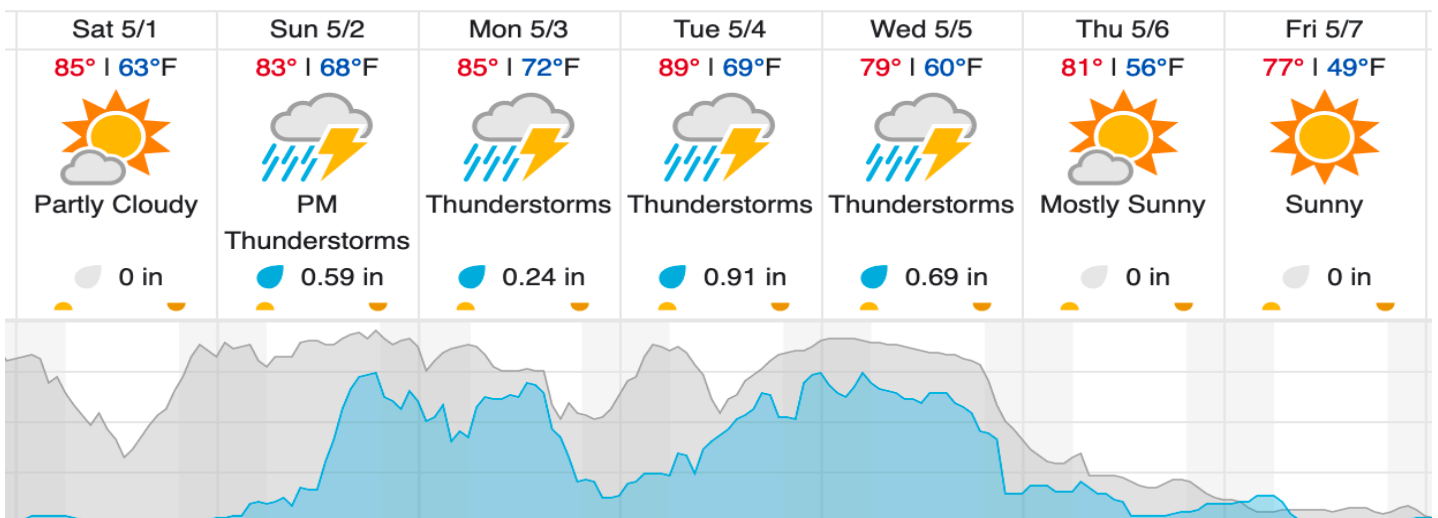 Sat 5/1 Sun 5/2 Mon 5/3 Tue 5/4 Wed 5/5 Thu 5/6 Fri 5/7
85° | 63°F 83° | 68°F 85° | 72°F 89° | 69°F 79° | 60°F 81° | 56°F 77° | 49°F
Partly Cloudy PM Thunderstorms Thunderstorms Thunderstorms Mostly Sunny Sunny
Thunderstorms
0 in 0.59 in 0.24 in 0.91 in 0.69 in 0 in 0 in